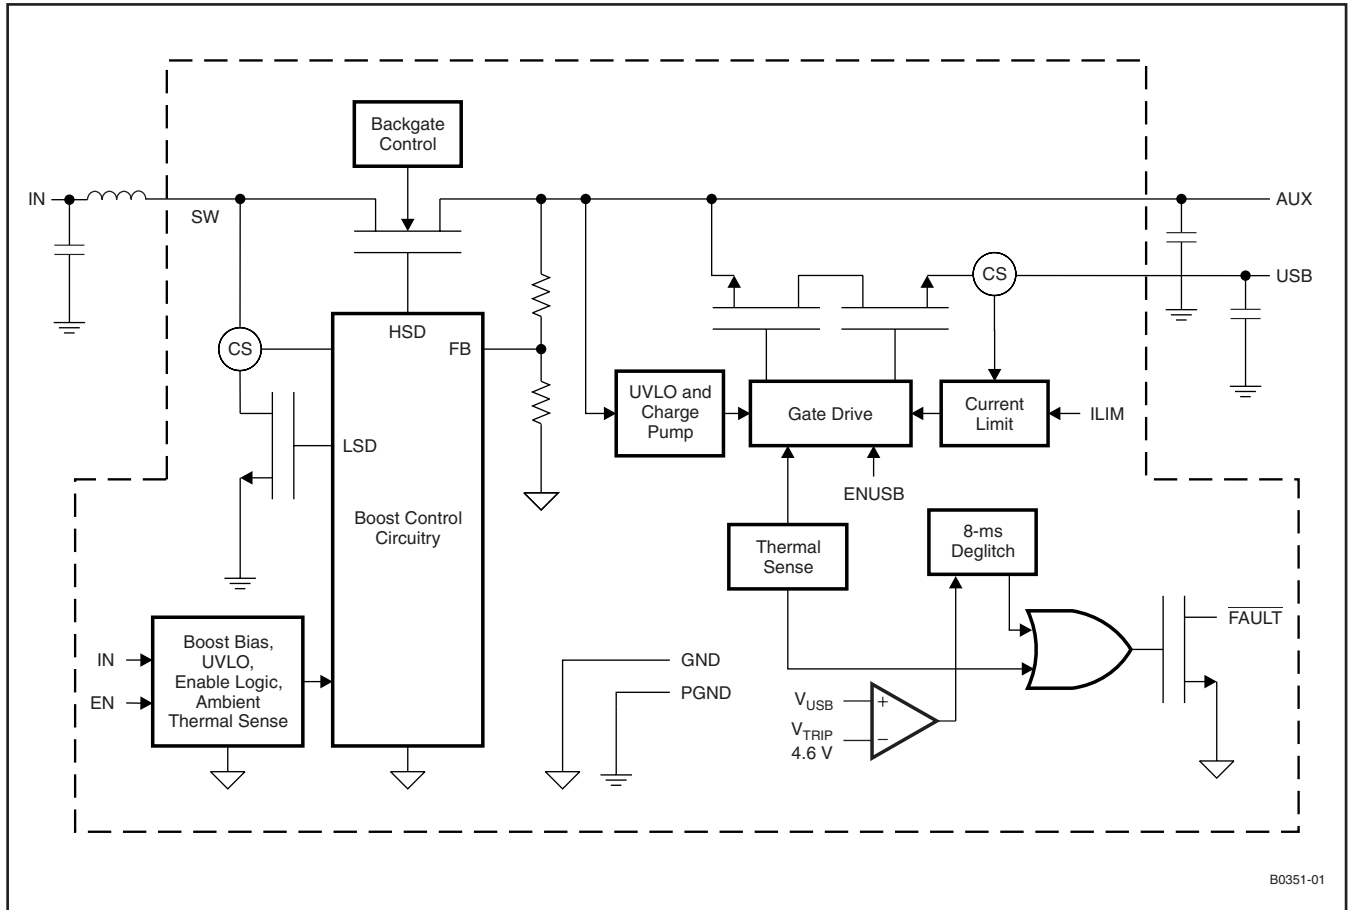 Backgate
Control
IN
SW
AUX
CS
USB
HSD
CS
FB
UVLO and
Charge
Pump
Gate Drive
Current
Limit
ILIM
LSD
ENUSB
Boost Control
Circuitry
Thermal
Sense
8-ms
Deglitch
FAULT
Boost Bias,
UVLO,
Enable Logic,
Ambient
Thermal Sense
IN
EN
GND
PGND
VUSB
+
VTRIP
–
4.6 V
B0351-01